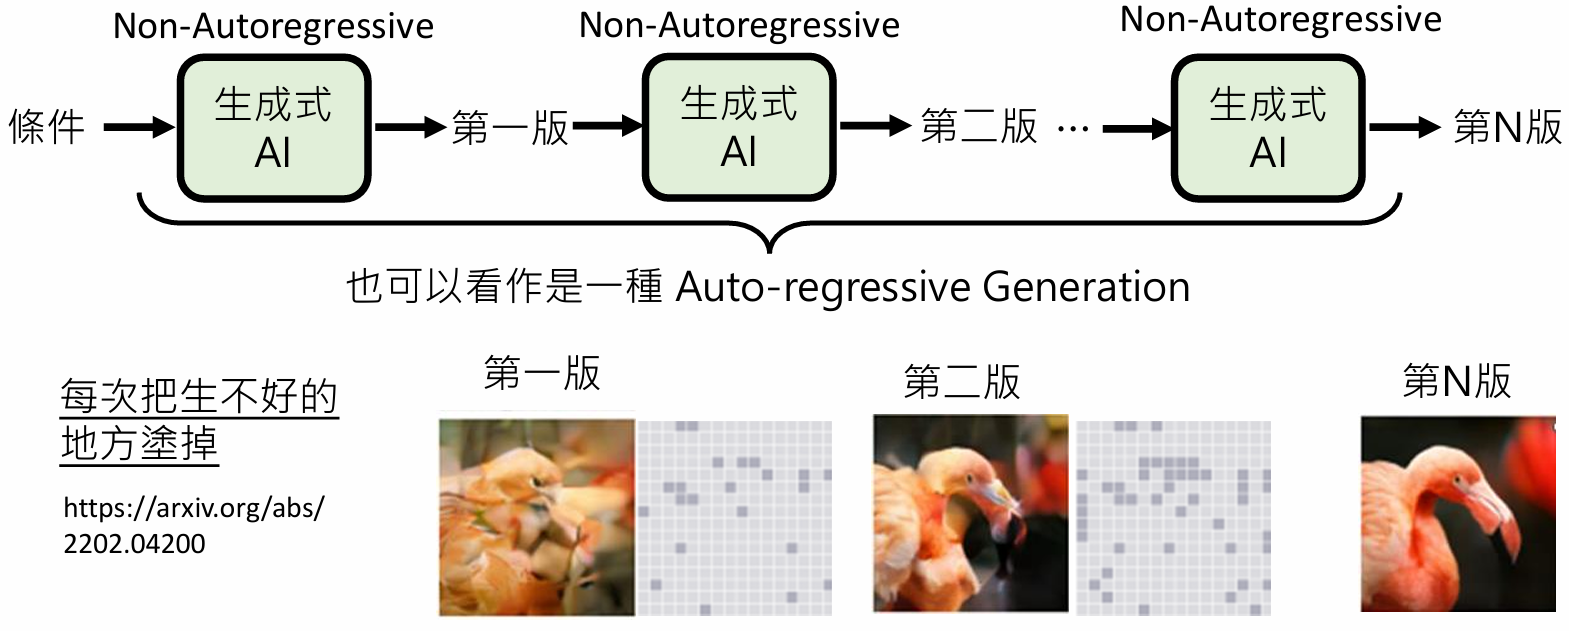 Non-Autoregressive
Non-Autoregressive
Non-Autoregressive
條件
生成式
AI
第一版
生成式
AI
第二版 ⋯
生成式
AI
第N版
也可以看作是一種 Auto-regressive Generation
每次把生不好的
地方塗掉
https://arxiv.org/abs/
2202.04200
第一版
第二版
第N版